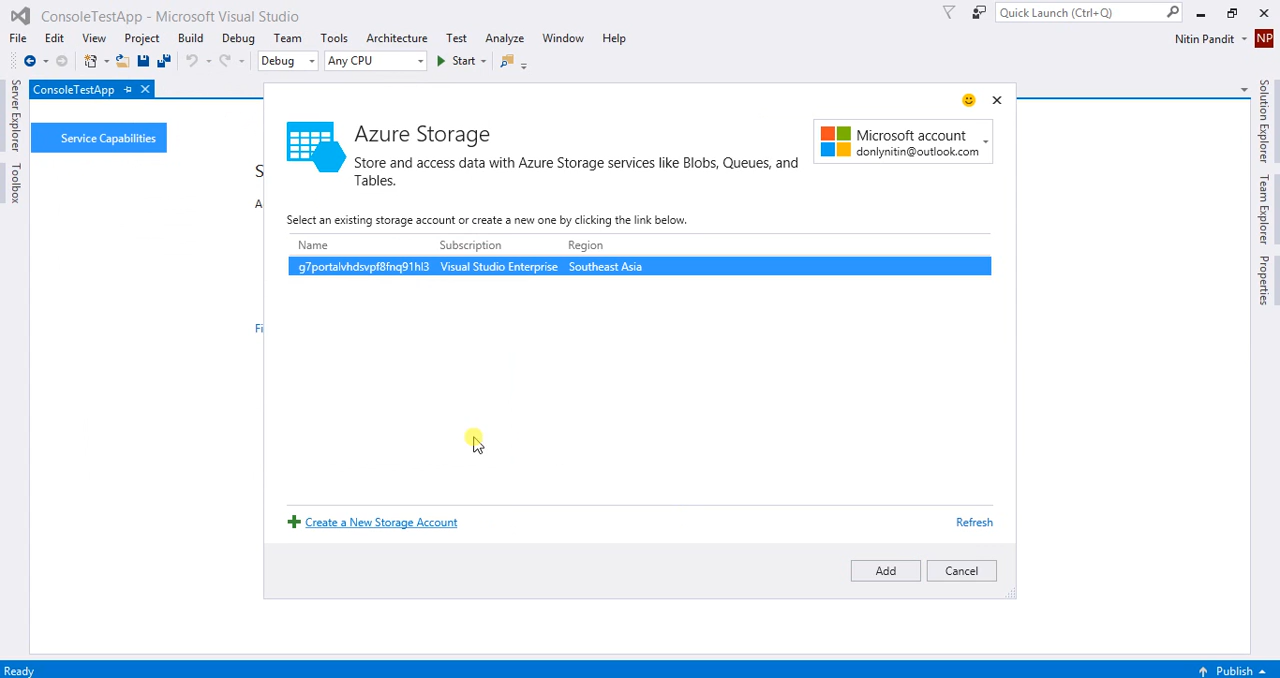 ConsoleTestApp - Microsoft Visual Studio
Quick Launch (Ctrl+Q)
File Edit View Project Build Debug Team Tools Architecture Test Analyze Window Help
Nitin Pandit
NP
Debug
Any CPU
Start
Server Explorer
Toolbox
ConsoleTestApp
Service Capabilities
S
A
Fi
Azure Storage
Store and access data with Azure Storage services like Blobs, Queues, and
Tables.
Microsoft account
donlynitin@outlook.com
Select an existing storage account or create a new one by clicking the link below.
Name Subscription Region
g7portalvhdsvpf8fnq91hl3 Visual Studio Enterprise Southeast Asia
Create a New Storage Account
Refresh
Add
Cancel
Solution Explorer
Team Explorer
Properties
Ready
Publish